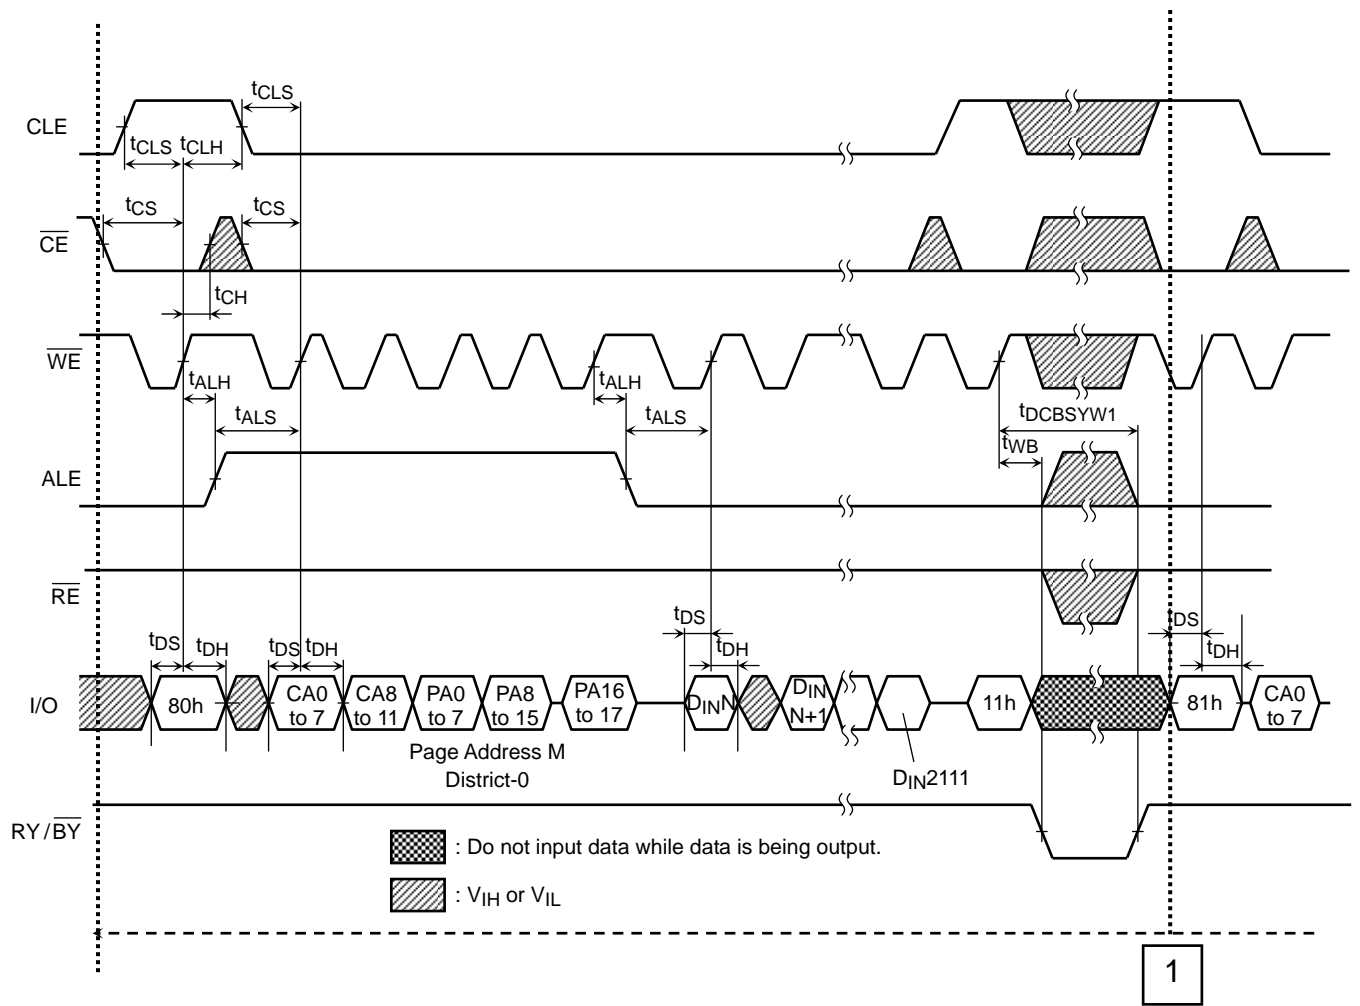 tCLS
CLE
tCLS tCLH
tCS tCS
CE
tCH
WE
tALH tALH
tALS tALS tDCBSYW1
tWB
ALE
RE
tDS tDS
tDS tDH tDS tDH tDH tDH
I/O 80h CA0 to 7 CA8 to 11 PA0 to 7 PA8 to 15 PA16 to 17 DINN DIN N+1 11h 81h CA0 to 7
Page Address M
District-0
DIN2111
RY/BY
: Do not input data while data is being output.
: VIH or VIL
1